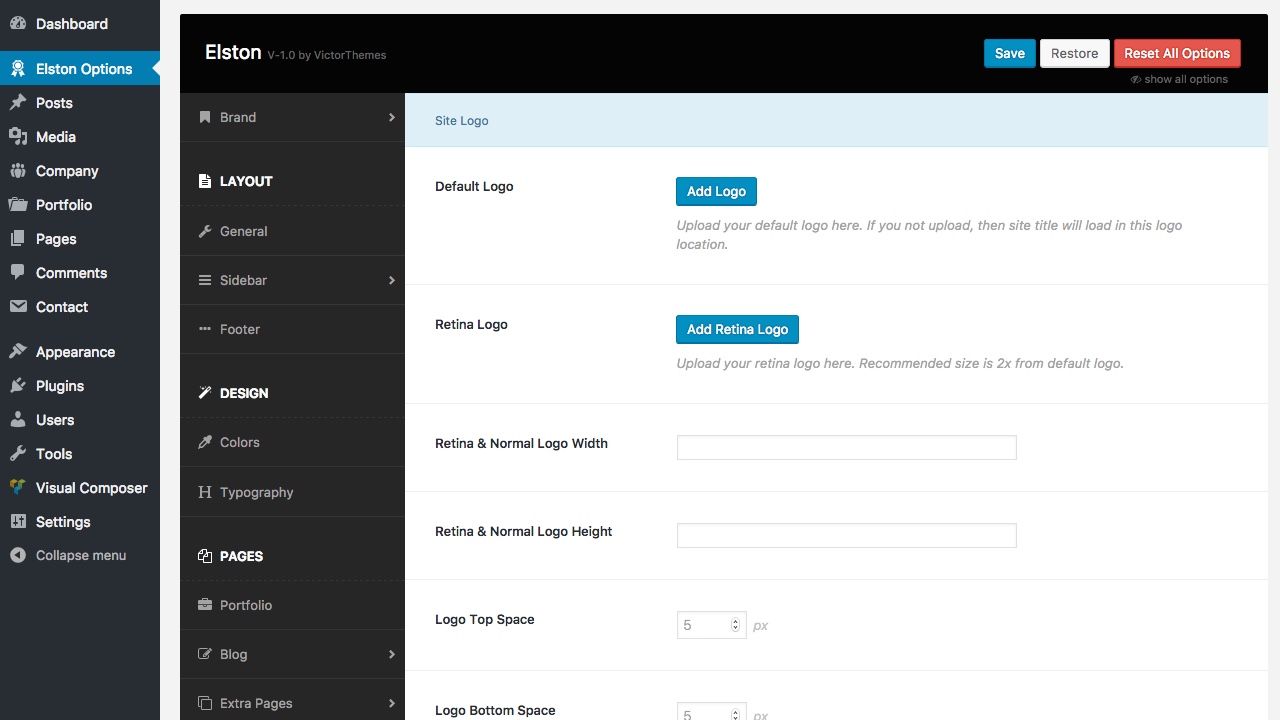 Dashboard
Elston Options
Posts
Media
Company
Portfolio
Pages
Comments
Contact
Appearance
Plugins
Users
Tools
Visual Composer
Settings
Collapse menu
Elston V-1.0 by VictorThemes
Save Restore Reset All Options
show all options
Brand
LAYOUT
General
Sidebar
Footer
DESIGN
Colors
H Typography
PAGES
Portfolio
Blog
Extra Pages
Site Logo
Default Logo
Add Logo
Upload your default logo here. If you not upload, then site title will load in this logo
location.
Retina Logo
Add Retina Logo
Upload your retina logo here. Recommended size is 2x from default logo.
Retina & Normal Logo Width
Retina & Normal Logo Height
Logo Top Space
5 px
Logo Bottom Space
5 px